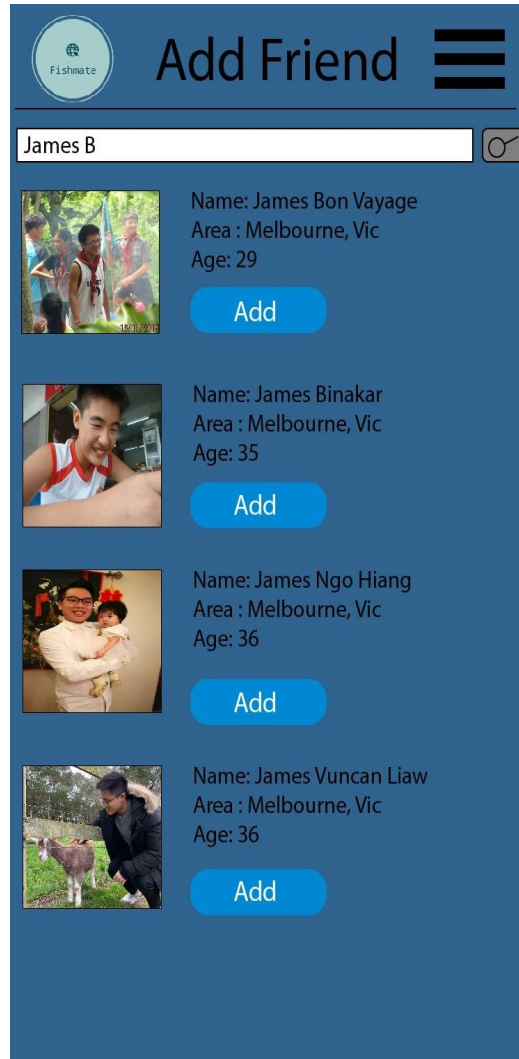 Fishmate
Add Friend
James B
Name: James Bon Vayage
Area : Melbourne, Vic
Age: 29
Add
Name: James Binakar
Area : Melbourne, Vic
Age: 35
Add
Name: James Ngo Hiang
Area : Melbourne, Vic
Age: 36
Add
Name: James Vuncan Liaw
Area : Melbourne, Vic
Age: 36
Add